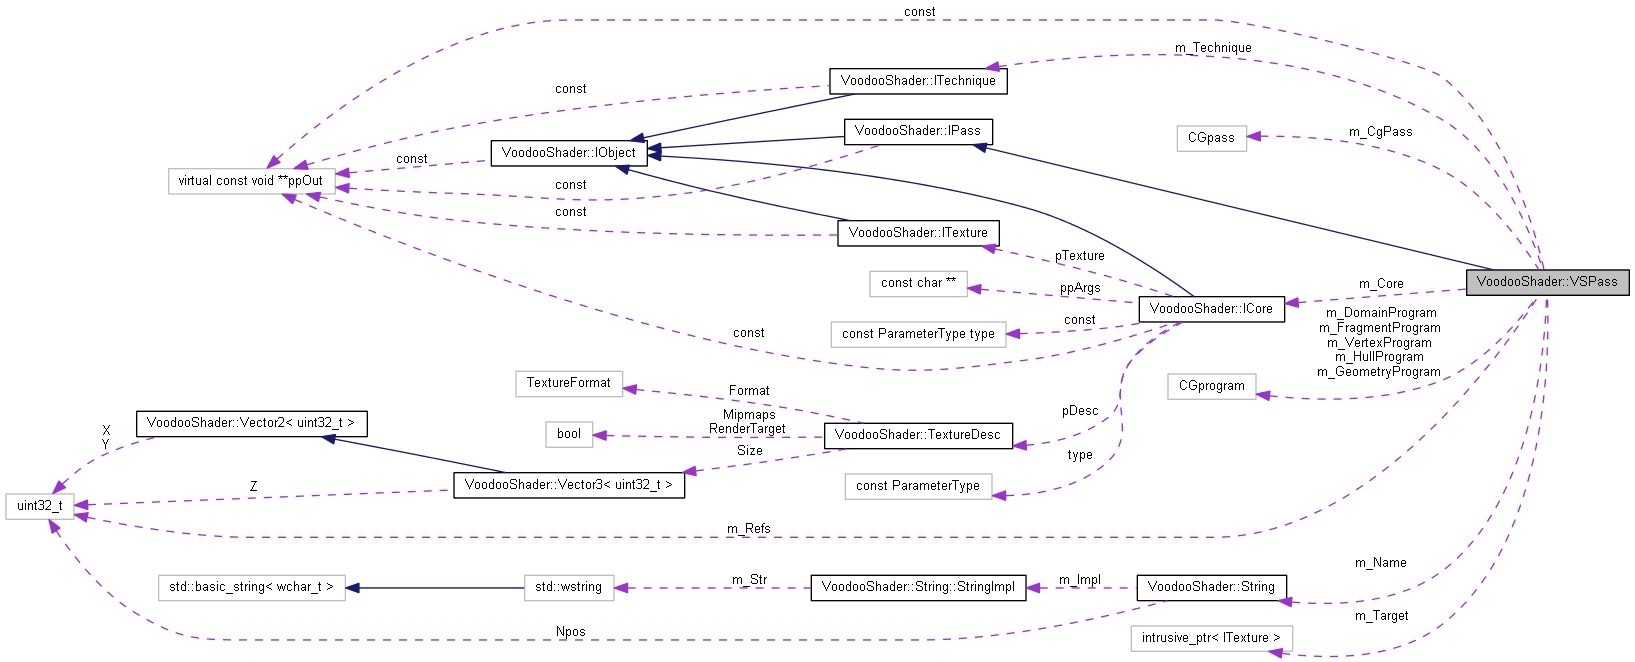 const
m_Technique
VoodooShader::ITechnique
const
VoodooShader::IPass
CGpass
m_CgPass
VoodooShader::IObject
const
virtual const void **ppOut
const
const
VoodooShader::ITexture
pTexture
const char **
ppArgs
m_Core
VoodooShader::VSPass
VoodooShader::ICore
const ParameterType type
const
const
m_DomainProgram
m_FragmentProgram
m_VertexProgram
m_HullProgram
m_GeometryProgram
TextureFormat
Format
CGprogram
VoodooShader::Vector2< uint32_t >
X
Y
bool
Mipmaps
RenderTarget
VoodooShader::TextureDesc
pDesc
Size
type
VoodooShader::Vector3< uint32_t >
Z
const ParameterType
uint32_t
m_Refs
m_Name
std::basic_string< wchar_t >
std::wstring
m_Str
VoodooShader::String::StringImpl
m_Impl
VoodooShader::String
m_Target
Npos
intrusive_ptr< ITexture >